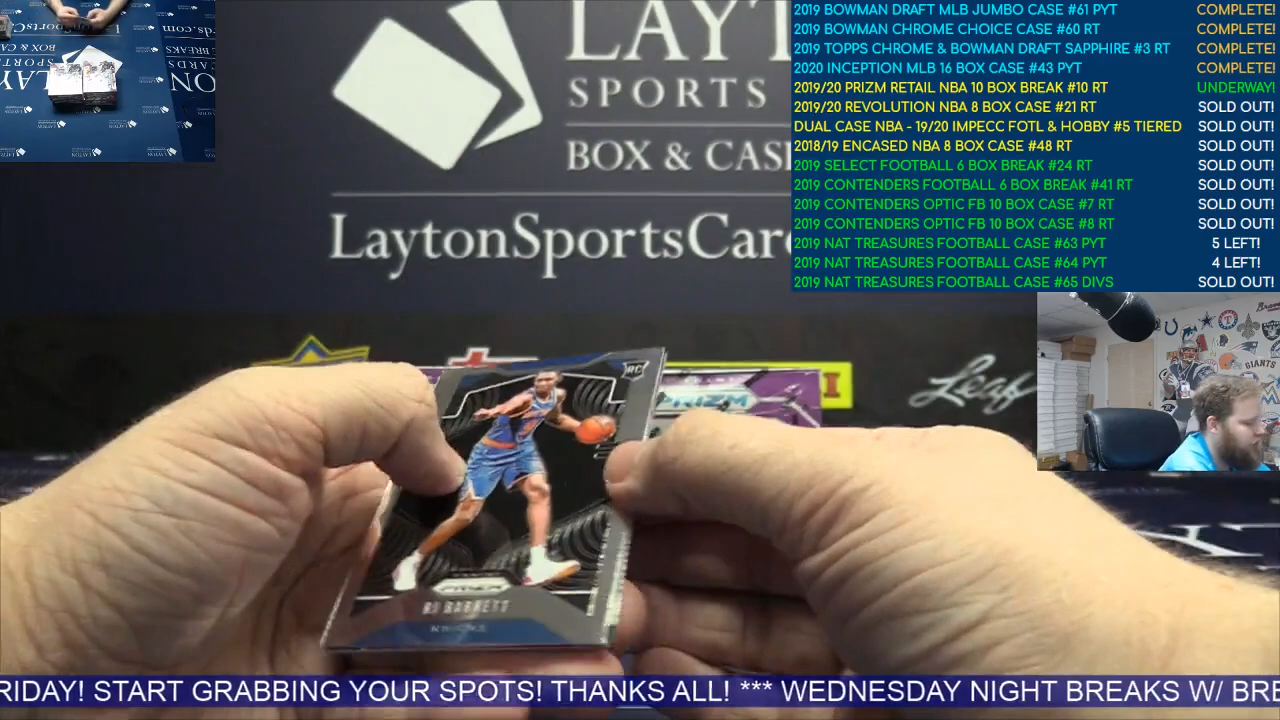 2019 BOWMAN DRAFT MLB JUMBO CASE #61 PYT COMPLETE!
2019 BOWMAN CHROME CHOICE CASE #60 RT COMPLETE!
2019 TOPPS CHROME & BOWMAN DRAFT SAPPHIRE #3 RT COMPLETE!
2020 INCEPTION MLB 16 BOX CASE #43 PYT COMPLETE!
2019/20 PRIZM RETAIL NBA 10 BOX BREAK #10 RT UNDERWAY!
2019/20 REVOLUTION NBA 8 BOX CASE #21 RT SOLD OUT!
DUAL CASE NBA - 19/20 IMPECC FOTL & HOBBY #5 TIERED SOLD OUT!
2018/19 ENCASED NBA 8 BOX CASE #48 RT SOLD OUT!
2019 SELECT FOOTBALL 6 BOX BREAK #24 RT SOLD OUT!
2019 CONTENDERS FOOTBALL 6 BOX BREAK #41 RT SOLD OUT!
2019 CONTENDERS OPTIC FB 10 BOX CASE #7 RT SOLD OUT!
2019 CONTENDERS OPTIC FB 10 BOX CASE #8 RT SOLD OUT!
2019 NAT TREASURES FOOTBALL CASE #63 PYT 5 LEFT!
2019 NAT TREASURES FOOTBALL CASE #64 PYT 4 LEFT!
2019 NAT TREASURES FOOTBALL CASE #65 DIVS SOLD OUT!
LAYT
SPORTS
BOX & CAS
LaytonSportsCar
Leaf
PRIZM
RC
PRIZM
RJ BARRETT
KNICKS
GIANTS
RIDAY! START GRABBING YOUR SPOTS! THANKS ALL! *** WEDNESDAY NIGHT BREAKS W/ BRE